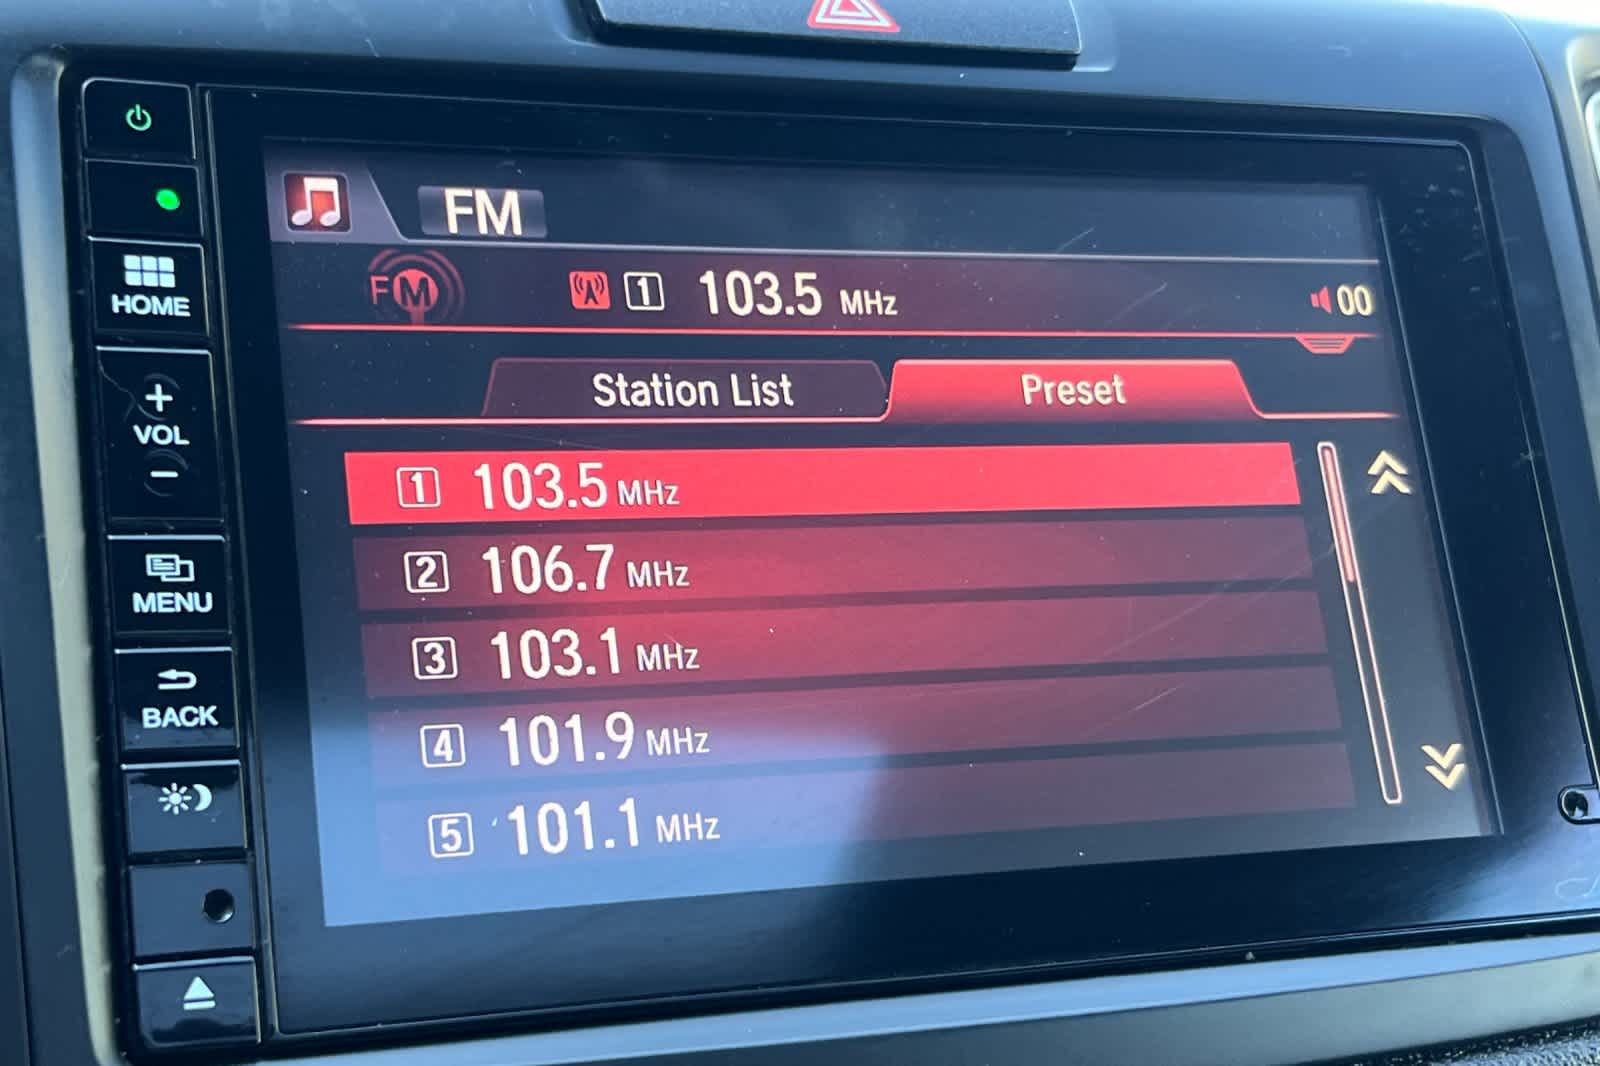 FM
FM 1 103.5 MHz 00
Station List Preset
1 103.5 MHz
2 106.7 MHz
3 103.1 MHz
4 101.9 MHz
5 101.1 MHz
HOME
+
VOL
−
MENU
BACK